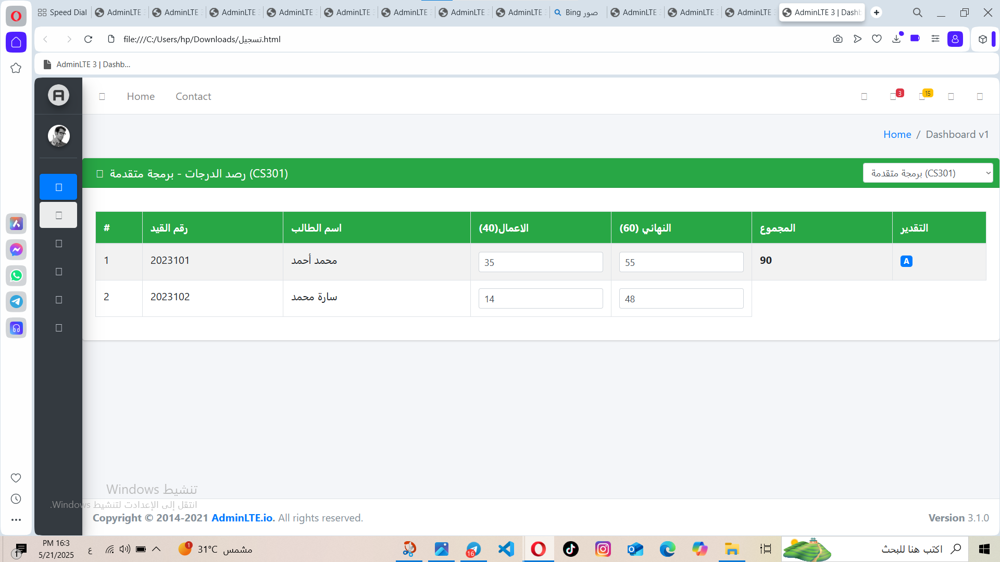 Speed Dial
AdminLTE
AdminLTE
AdminLTE
AdminLTE
AdminLTE
AdminLTE
AdminLTE
AdminLTE
صور Bing
AdminLTE
AdminLTE
AdminLTE
AdminLTE 3 | Dashb
file:///C:/Users/hp/Downloads/تسجيل.html
AdminLTE 3 | Dashb...
Home
Contact
3
15
Home / Dashboard v1
رصد الدرجات - برمجة متقدمة (CS301)
برمجة متقدمة (CS301)
# رقم القيد اسم الطالب الاعمال(40) النهائي (60) المجموع التقدير
1 2023101 محمد أحمد 35 55 90 A
2 2023102 سارة محمد 14 48
تنشيط Windows
انتقل إلى الإعدادت لتنشيط Windows.
Copyright © 2014-2021 AdminLTE.io. All rights reserved.
Version 3.1.0
1
PM 16:3
5/21/2025
ع
1
31°C مشمس
16
اكتب هنا للبحث